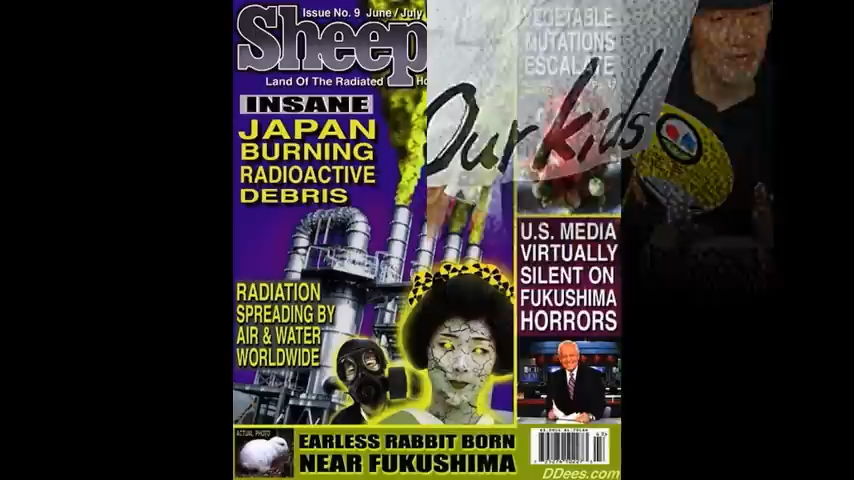 Issue No. 9 June / July
Sheep
Land Of The Radiated
INSANE
JAPAN
BURNING
RADIOACTIVE
DEBRIS
VEGETABLE
MUTATIONS
ESCALATE
Our kids
U.S. MEDIA
VIRTUALLY
SILENT ON
FUKUSHIMA
HORRORS
RADIATION
SPREADING BY
AIR & WATER
WORLDWIDE
ACTUAL PHOTO
EARLESS RABBIT BORN
NEAR FUKUSHIMA
DDees.com